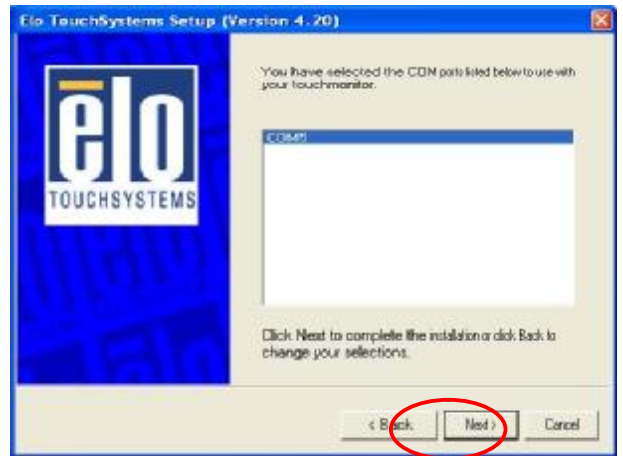 Elo TouchSystems Setup (Version 4.20)
elo
TOUCHSYSTEMS
You have selected the COM ports listed below to use with
your touchmonitor.
COM5
Click Next to complete the installation or click Back to
change your selections.
< Back
Next >
Cancel